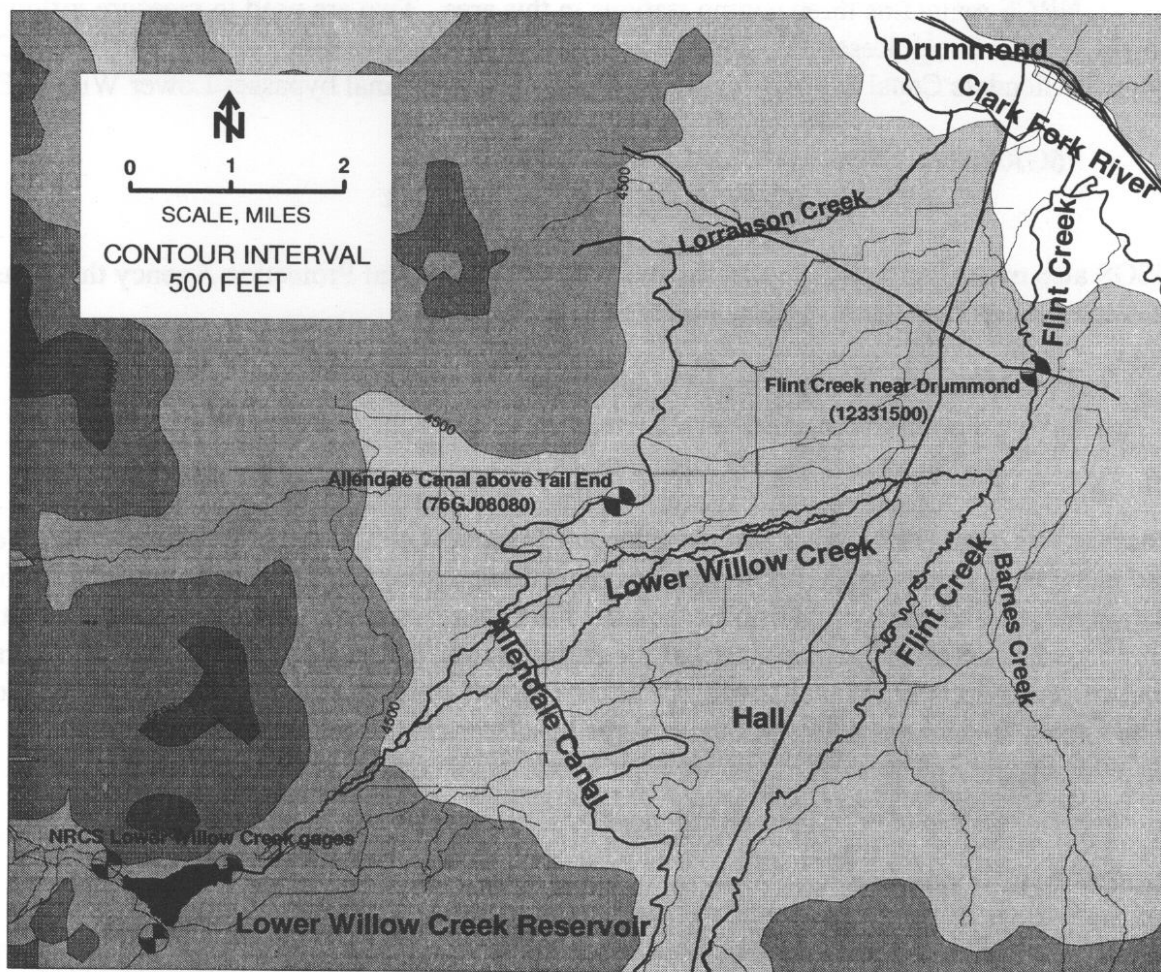 Drummond
Clark Fork River
N
0 1 2
SCALE, MILES
CONTOUR INTERVAL
500 FEET
4500
Lorranson Creek
Flint Creek
Flint Creek near Drummond
(12331500)
4500
Allendale Canal above Tail End
(76GJ08080)
Lower Willow Creek
Flint Creek
Barnes Creek
Allendale Canal
4500
Hall
NRCS Lower Willow Creek gages
Lower Willow Creek Reservoir